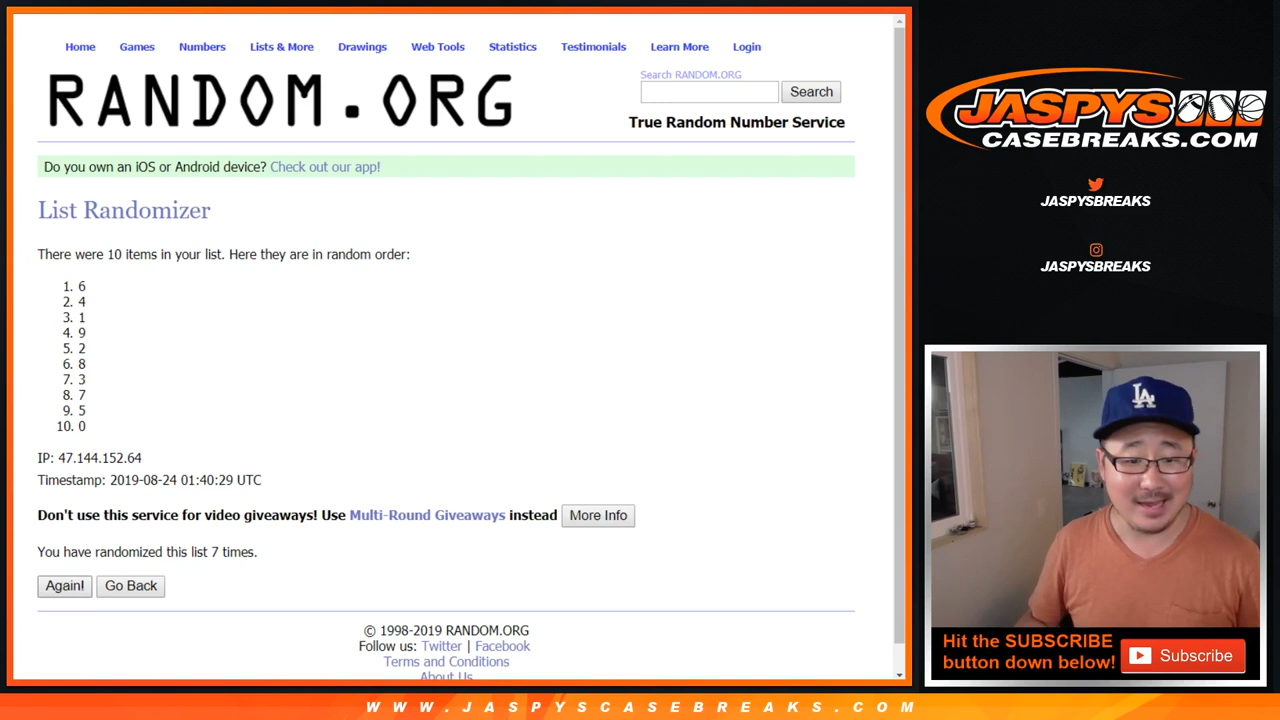 Home Games Numbers Lists & More Drawings Web Tools Statistics Testimonials Learn More Login
RANDOM.ORG
Search RANDOM.ORG
Search
True Random Number Service
Do you own an iOS or Android device? Check out our app!
List Randomizer
There were 10 items in your list. Here they are in random order:
1. 6
2. 4
3. 1
4. 9
5. 2
6. 8
7. 3
8. 7
9. 5
10. 0
IP: 47.144.152.64
Timestamp: 2019-08-24 01:40:29 UTC
Don't use this service for video giveaways! Use Multi-Round Giveaways instead More Info
You have randomized this list 7 times.
Again! Go Back
© 1998-2019 RANDOM.ORG
Follow us: Twitter | Facebook
Terms and Conditions
About Us
JASPYS
CASEBREAKS.COM
JASPYSBREAKS
JASPYSBREAKS
LA
Hit the SUBSCRIBE
button down below!
Subscribe
WWW.JASPYSCASEBREAKS.COM